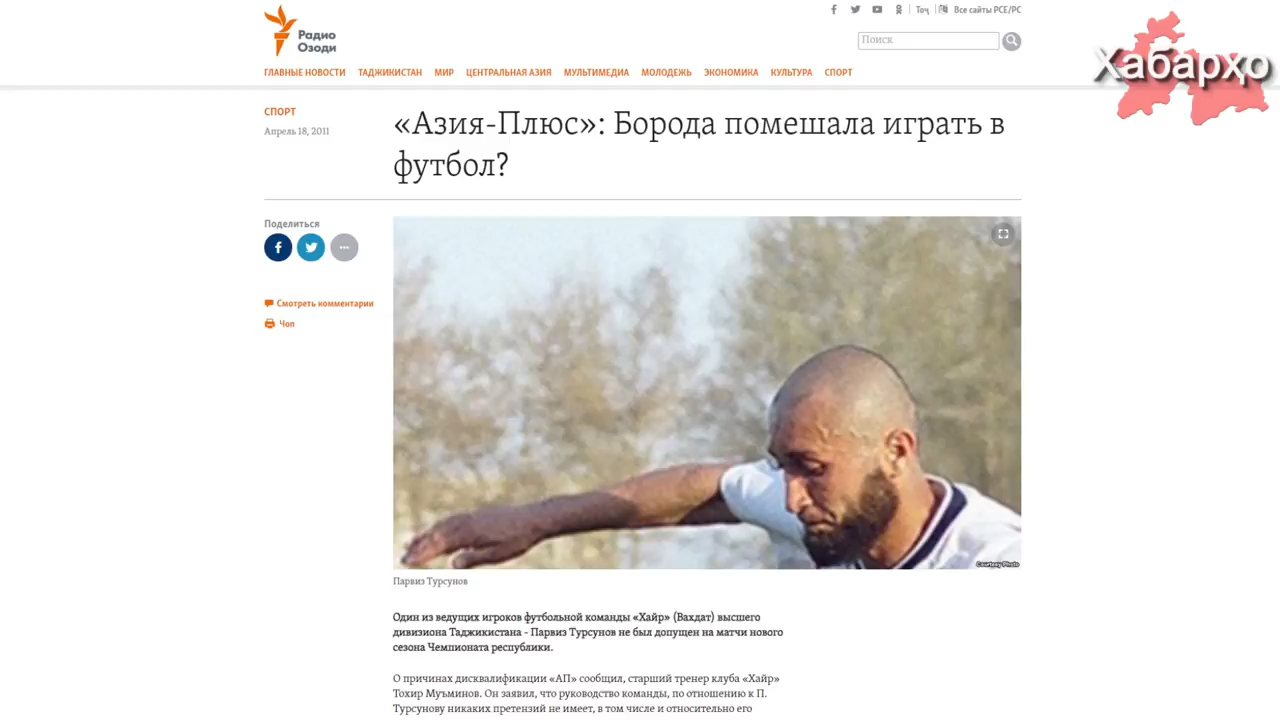 Радио
Озоди
Тоҷ
Все сайты РСЕ/РС
Поиск
ГЛАВНЫЕ НОВОСТИ ТАДЖИКИСТАН МИР ЦЕНТРАЛЬНАЯ АЗИЯ МУЛЬТИМЕДИА МОЛОДЕЖЬ ЭКОНОМИКА КУЛЬТУРА СПОРТ
Хабарҳо
СПОРТ
Апрель 18, 2011
«Азия-Плюс»: Борода помешала играть в
футбол?
Поделиться
Смотреть комментарии
Чоп
Courtesy Photo
Парвиз Турсунов
Один из ведущих игроков футбольной команды «Хайр» (Вахдат) высшего
дивизиона Таджикистана - Парвиз Турсунов не был допущен на матчи нового
сезона Чемпионата республики.
О причинах дисквалификации «АП» сообщил, старший тренер клуба «Хайр»
Тохир Муъминов. Он заявил, что руководство команды, по отношению к П.
Турсунову никаких претензий не имеет, в том числе и относительно его